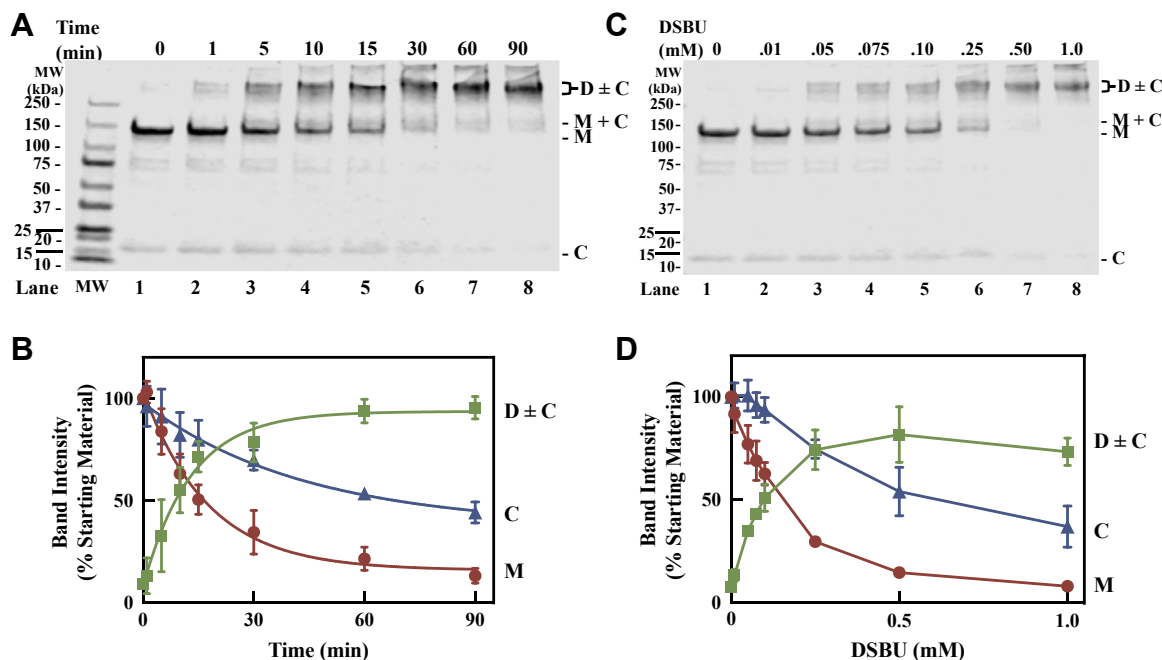 A
Time
(min)
0 1 5 10 15 30 60 90
MW
(kDa)
250 -
150 -
100 -
75 -
50 -
37 -
25
20 -
15
10 -
D ± C
M + C
- M
- C
Lane MW 1 2 3 4 5 6 7 8
C
DSBU
(mM)
0 .01 .05 .075 .10 .25 .50 1.0
MW
(kDa)
250 -
150 -
100 -
75-
50 -
37 -
25
20 -
15
10-
D ± C
- M + C
- M
- C
Lane 1 2 3 4 5 6 7 8
B
Band Intensity
(% Starting Material)
100
50
0
0 30 60 90
Time (min)
D ± C
C
M
D
Band Intensity
(% Starting Material)
100
50
0
0 0.5 1.0
DSBU (mM)
D ± C
C
M